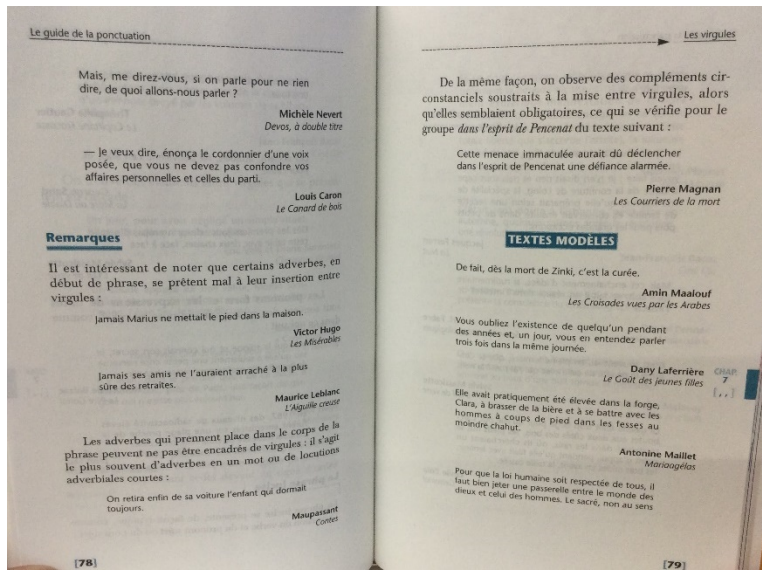 Le guide de la ponctuation
Mais, me direz-vous, si on parle pour ne rien
dire, de quoi allons-nous parler ?
Michèle Nevert
Devos, à double titre
— Je veux dire, énonça le cordonnier d'une voix
posée, que vous ne devez pas confondre vos
affaires personnelles et celles du parti.
Louis Caron
Le Canard de bois
Remarques
Il est intéressant de noter que certains adverbes, en
début de phrase, se prêtent mal à leur insertion entre
virgules :
Jamais Marius ne mettait le pied dans la maison.
Victor Hugo
Les Misérables
Jamais ses amis ne l'auraient arraché à la plus
sûre des retraites.
Maurice Leblanc
L'Aiguille creuse
Les adverbes qui prennent place dans le corps de la
phrase peuvent ne pas être encadrés de virgules : il s'agit
le plus souvent d'adverbes en un mot ou de locutions
adverbiales courtes :
On retira enfin de sa voiture l'enfant qui dormait
toujours.
Maupassant
Contes
[78]
Les virgules
De la même façon, on observe des compléments cir-
constanciels soustraits à la mise entre virgules, alors
qu'elles semblaient obligatoires, ce qui se vérifie pour le
groupe dans l'esprit de Pencenat du texte suivant :
Cette menace immaculée aurait dû déclencher
dans l'esprit de Pencenat une défiance alarmée.
Pierre Magnan
Les Courriers de la mort
TEXTES MODÈLES
De fait, dès la mort de Zinki, c'est la curée.
Amin Maalouf
Les Croisades vues par les Arabes
Vous oubliez l'existence de quelqu'un pendant
des années et, un jour, vous en entendez parler
trois fois dans la même journée.
Dany Laferrière
Le Goût des jeunes filles
CHAP.
7
[,,]
Elle avait pratiquement été élevée dans la forge,
Clara, à brasser de la bière et à se battre avec les
hommes à coups de pied dans les fesses au
moindre chahut.
Antonine Maillet
Mariaagélas
Pour que la loi humaine soit respectée de tous, il
faut bien jeter une passerelle entre le monde des
dieux et celui des hommes. Le sacré, non au sens
[79]